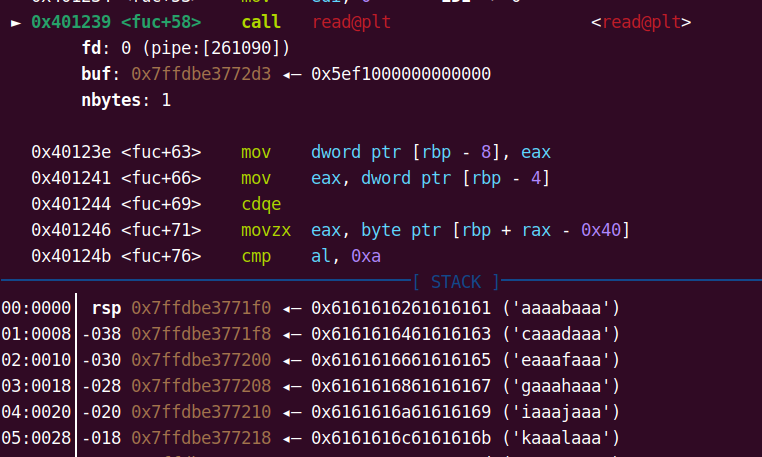 ► 0x401239 <fuc+58> call read@plt <read@plt>
fd: 0 (pipe:[261090])
buf: 0x7ffdbe3772d3 ◂— 0x5ef1000000000000
nbytes: 1
0x40123e <fuc+63> mov dword ptr [rbp - 8], eax
0x401241 <fuc+66> mov eax, dword ptr [rbp - 4]
0x401244 <fuc+69> cdqe
0x401246 <fuc+71> movzx eax, byte ptr [rbp + rax - 0x40]
0x40124b <fuc+76> cmp al, 0xa
[ STACK ]
00:0000│ rsp 0x7ffdbe3771f0 ◂— 0x6161616261616161 ('aaaabaaa')
01:0008│-038 0x7ffdbe3771f8 ◂— 0x6161616461616163 ('caaadaaa')
02:0010│-030 0x7ffdbe377200 ◂— 0x6161616661616165 ('eaaafaaa')
03:0018│-028 0x7ffdbe377208 ◂— 0x6161616861616167 ('gaaahaaa')
04:0020│-020 0x7ffdbe377210 ◂— 0x6161616a61616169 ('iaaajaaa')
05:0028│-018 0x7ffdbe377218 ◂— 0x6161616c6161616b ('kaaalaaa')